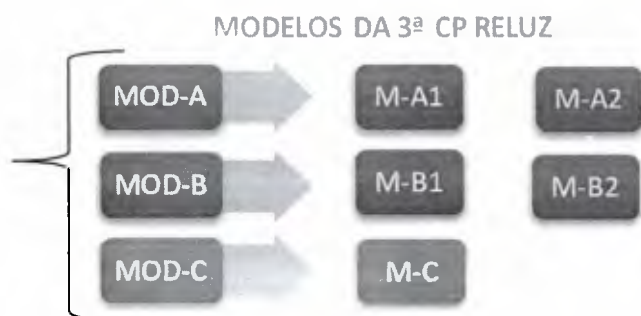 MODELOS DA 3ª CP RELUZ
MOD-A M-A1 M-A2
MOD-B M-B1 M-B2
MOD-C M-C